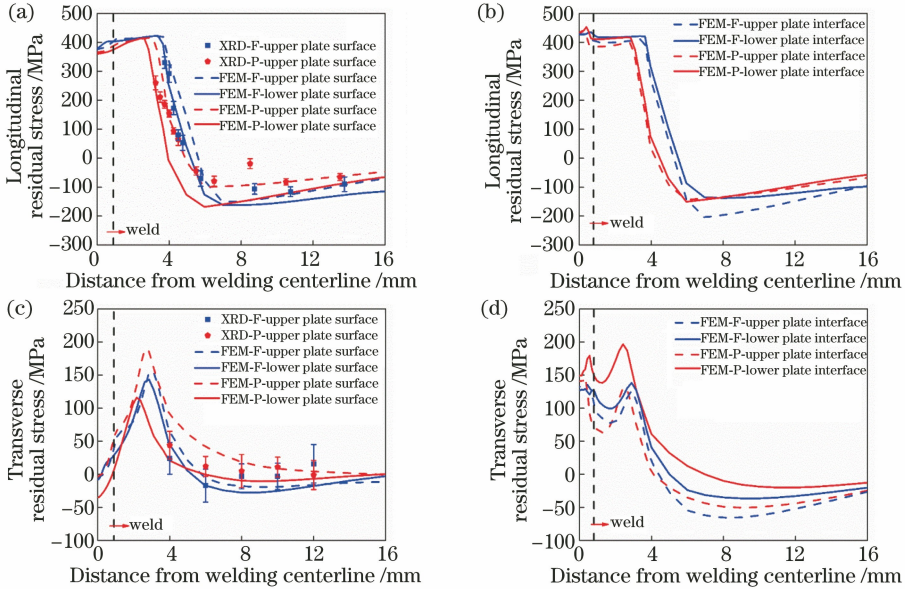 (a)
Longitudinal
residual stress /MPa
500
400
300
200
100
0
−100
−200
−300
XRD-F-upper plate surface
XRD-P-upper plate surface
FEM-F-upper plate surface
FEM-F-lower plate surface
FEM-P-upper plate surface
FEM-P-lower plate surface
weld
0 4 8 12 16
Distance from welding centerline /mm
(b)
Longitudinal
residual stress /MPa
500
400
300
200
100
0
−100
−200
−300
FEM-F-upper plate interface
FEM-F-lower plate interface
FEM-P-upper plate interface
FEM-P-lower plate interface
weld
0 4 8 12 16
Distance from welding centerline /mm
(c)
Transverse
residual stress /MPa
250
200
150
100
50
0
−50
−100
XRD-F-upper plate surface
XRD-P-upper plate surface
FEM-F-upper plate surface
FEM-F-lower plate surface
FEM-P-upper plate surface
FEM-P-lower plate surface
weld
0 4 8 12 16
Distance from welding centerline /mm
(d)
Transverse
residual stress /MPa
250
200
150
100
50
0
−50
−100
FEM-F-upper plate interface
FEM-F-lower plate interface
FEM-P-upper plate interface
FEM-P-lower plate interface
weld
0 4 8 12 16
Distance from welding centerline /mm